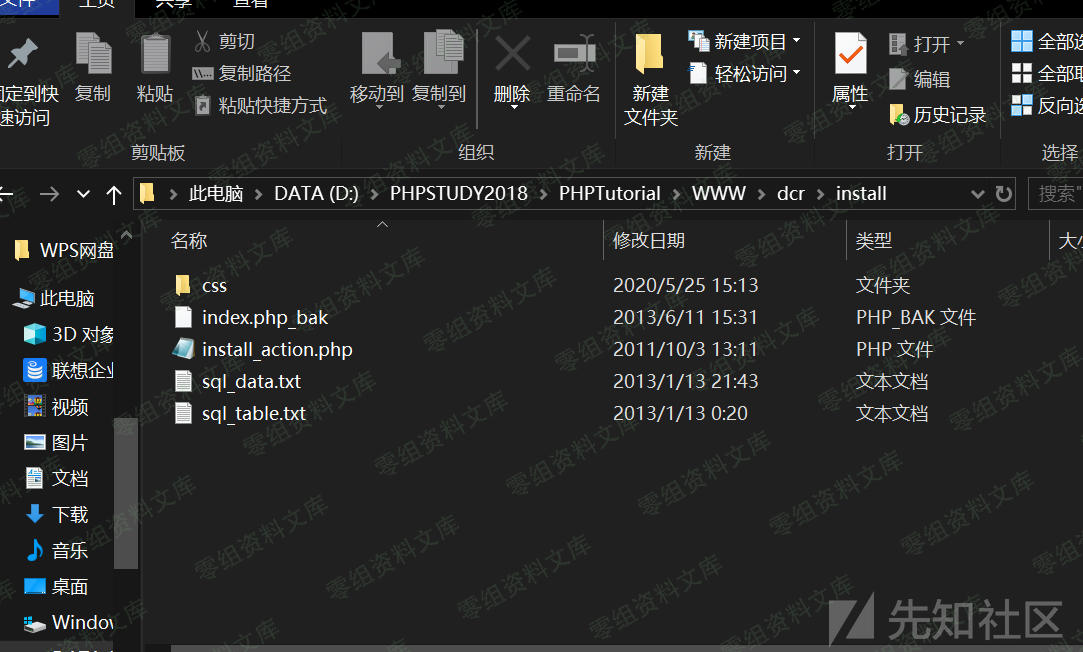 文件 主页 共享 查看
剪切
复制路径
粘贴快捷方式
固定到快
速访问
复制
粘贴
移动到
复制到
删除
重命名
新建
文件夹
新建项目
轻松访问
属性
打开
编辑
历史记录
全部选
全部取
反向选
剪贴板 组织 新建 打开 选择
此电脑 DATA (D:) PHPSTUDY2018 PHPTutorial WWW dcr install 搜索"
名称 修改日期 类型 大小
css 2020/5/25 15:13 文件夹
index.php_bak 2013/6/11 15:31 PHP_BAK 文件
install_action.php 2011/10/3 13:11 PHP 文件
sql_data.txt 2013/1/13 21:43 文本文档
sql_table.txt 2013/1/13 0:20 文本文档
WPS网盘
此电脑
3D 对象
联想企业
视频
图片
文档
下载
音乐
桌面
Window
零组资料文库
先知社区